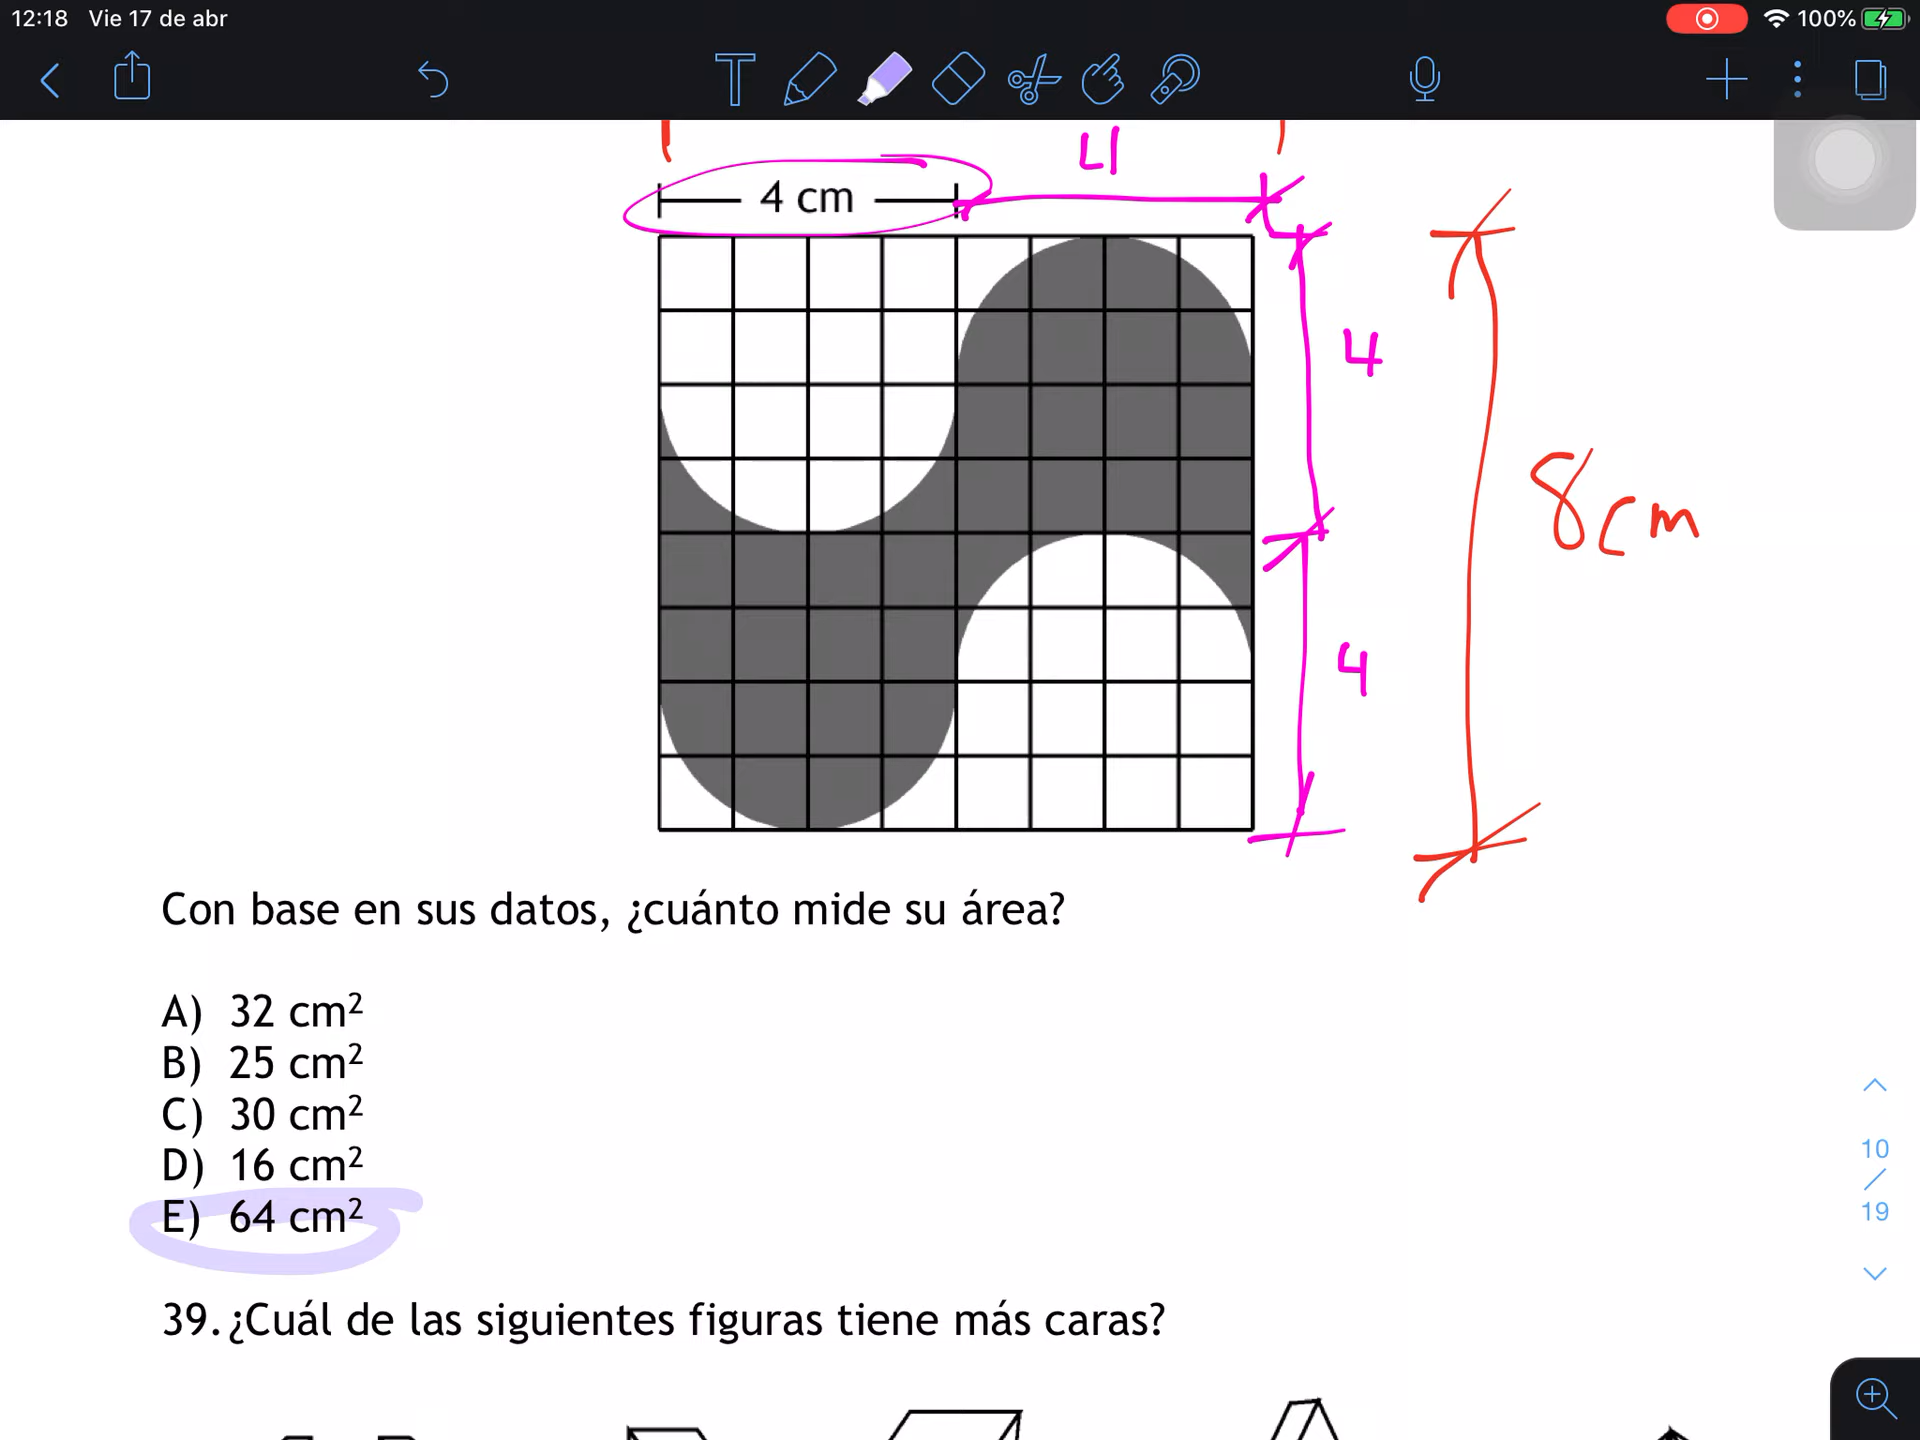 12:18 Vie 17 de abr
100%
4
4 cm
4
8cm
4
Con base en sus datos, ¿cuánto mide su área?
A) 32 cm²
B) 25 cm²
C) 30 cm²
D) 16 cm²
E) 64 cm²
10
/
19
39. ¿Cuál de las siguientes figuras tiene más caras?